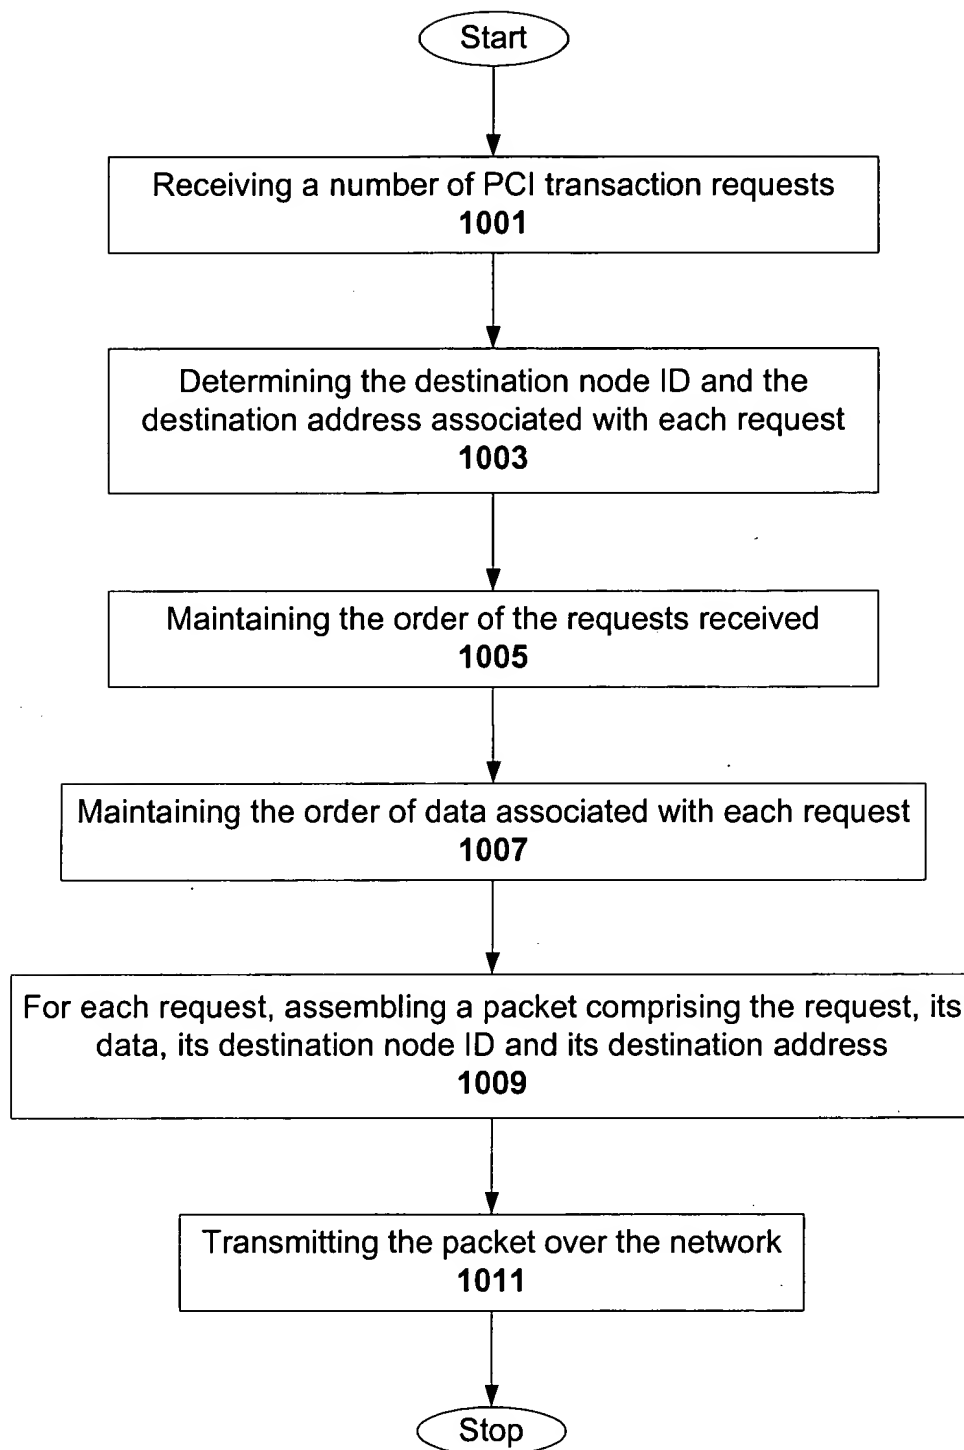 Start
Receiving a number of PCI transaction requests
1001
Determining the destination node ID and the
destination address associated with each request
1003
Maintaining the order of the requests received
1005
Maintaining the order of data associated with each request
1007
For each request, assembling a packet comprising the request, its
data, its destination node ID and its destination address
1009
Transmitting the packet over the network
1011
Stop